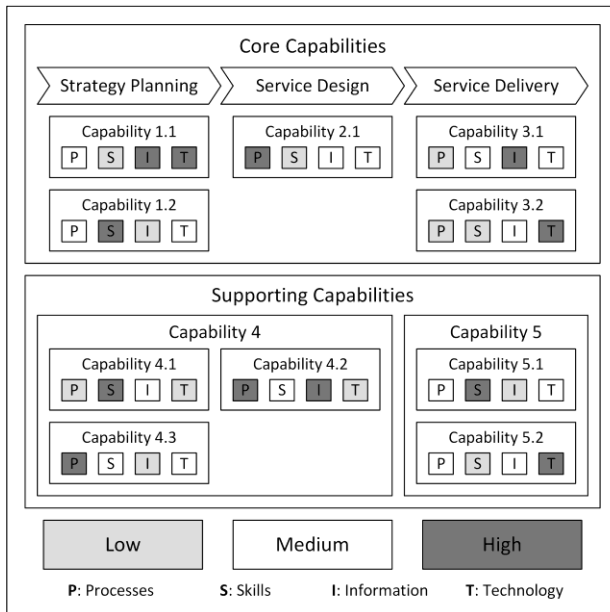 Core Capabilities
Strategy Planning Service Design Service Delivery
Capability 1.1 Capability 2.1 Capability 3.1
P S I T P S I T P S I T
Capability 1.2 Capability 3.2
P S I T P S I T
Supporting Capabilities
Capability 4 Capability 5
Capability 4.1 Capability 4.2 Capability 5.1
P S I T P S I T P S I T
Capability 4.3 Capability 5.2
P S I T P S I T
Low Medium High
P: Processes S: Skills I: Information T: Technology